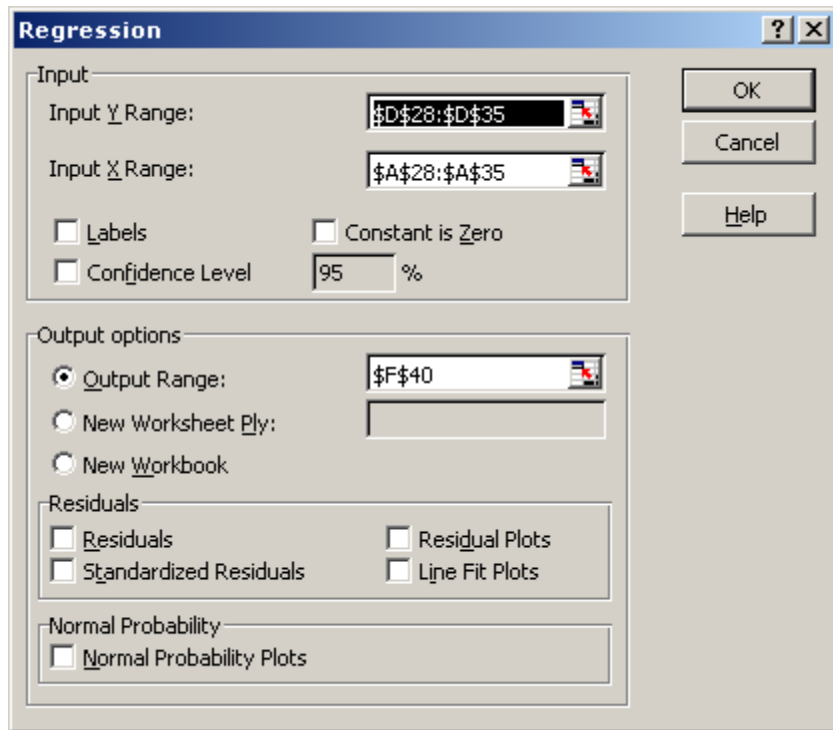 Regression
Input
Input Y Range: $D$28:$D$35
Input X Range: $A$28:$A$35
Labels Constant is Zero
Confidence Level 95 %
Output options
Output Range: $F$40
New Worksheet Ply:
New Workbook
Residuals
Residuals Residual Plots
Standardized Residuals Line Fit Plots
Normal Probability
Normal Probability Plots
OK
Cancel
Help